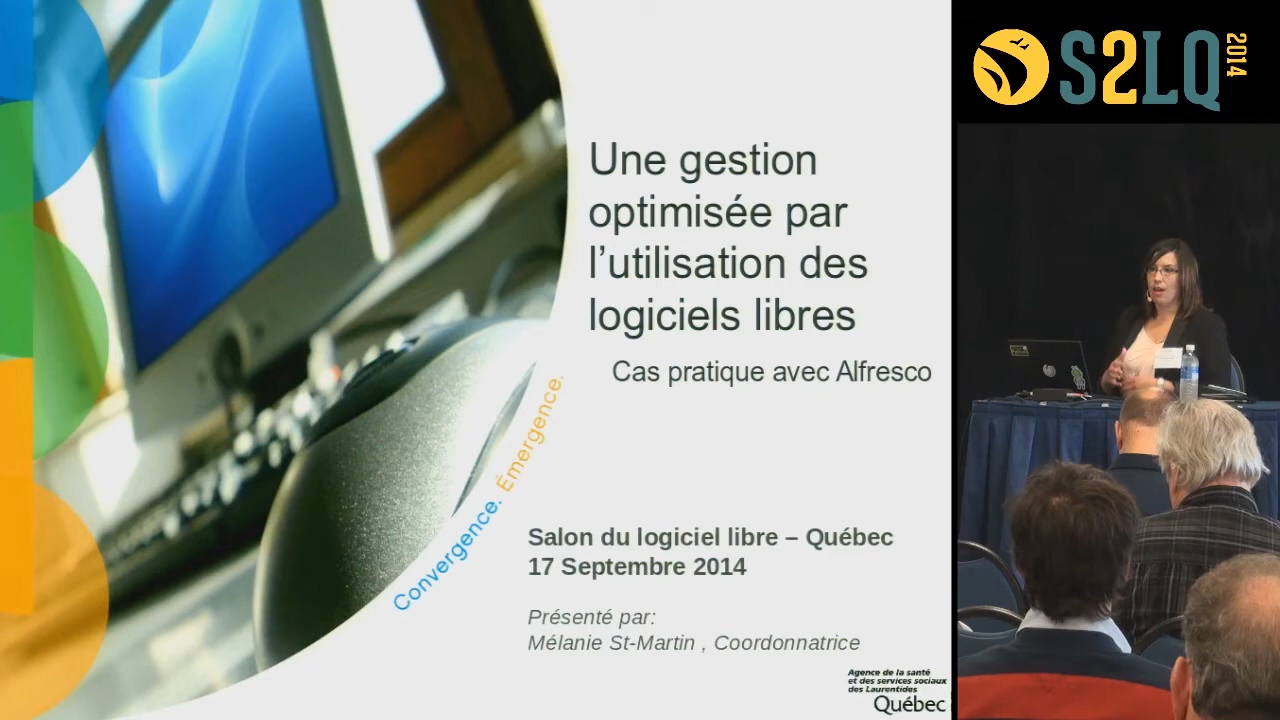 Une gestion
optimisée par
l'utilisation des
logiciels libres
Cas pratique avec Alfresco
Convergence. Émergence.
Salon du logiciel libre – Québec
17 Septembre 2014
Présenté par:
Mélanie St-Martin , Coordonnatrice
Agence de la santé
et des services sociaux
des Laurentides
Québec
S2LQ 2014